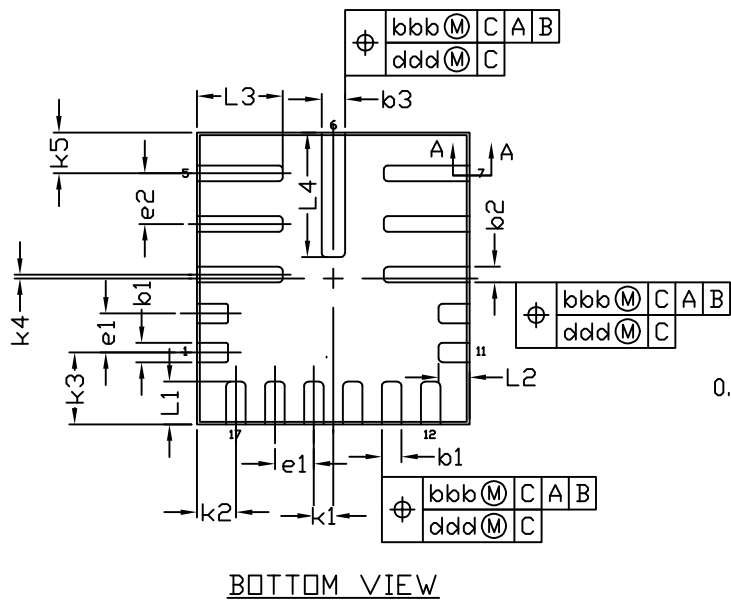 bbb Ⓜ C A B
ddd Ⓜ C
L3
b3
6
k5
5
A A
7
e2
L4
b2
k4
b1
bbb Ⓜ C A B
ddd Ⓜ C
e1
1
11
k3
L1
L2
0.
17
12
e1
b1
k2
k1
bbb Ⓜ C A B
ddd Ⓜ C
BOTTOM VIEW